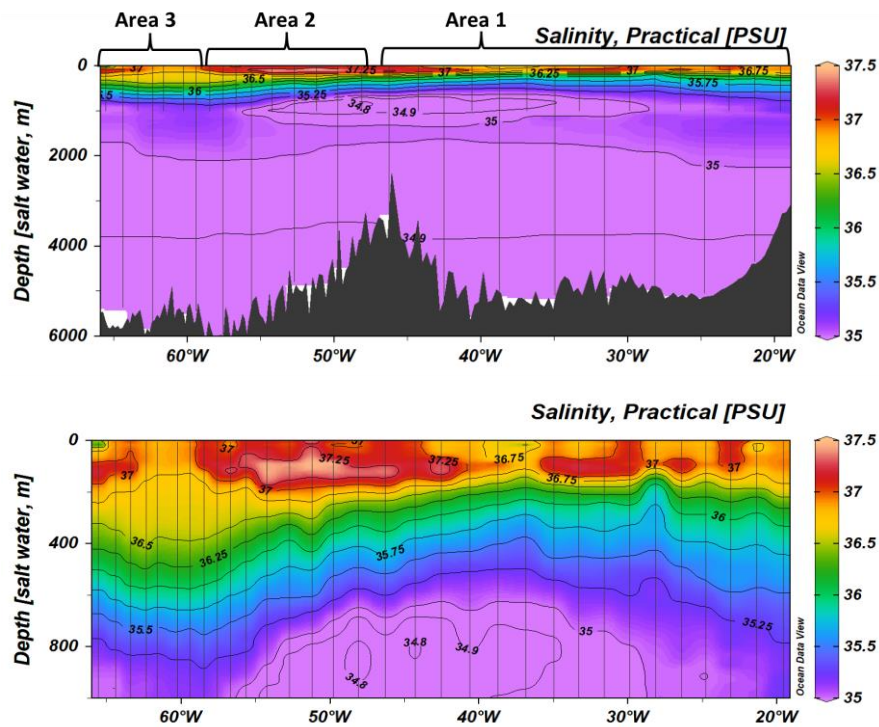 Area 3 Area 2 Area 1
Salinity, Practical [PSU]
0 37 37.25 37 36.25 37 36.75 37.5
36.5 36 35.25 35.75
.5 34.8 34.9 37
35
2000 35 36.5
Depth [salt water, m]
36
4000 34.9
35.5
6000 35
60°W 50°W 40°W 30°W 20°W
Ocean Data View
Salinity, Practical [PSU]
0 37 37.25 37.25 36.75 37 37 37.5
37 37 36.75 37
36 36.5
400 36.5 36.25 35.75
Depth [salt water, m]
36
35.5 35 35.25 35.5
800 34.8 34.9
34.8 35
60°W 50°W 40°W 30°W 20°W
Ocean Data View